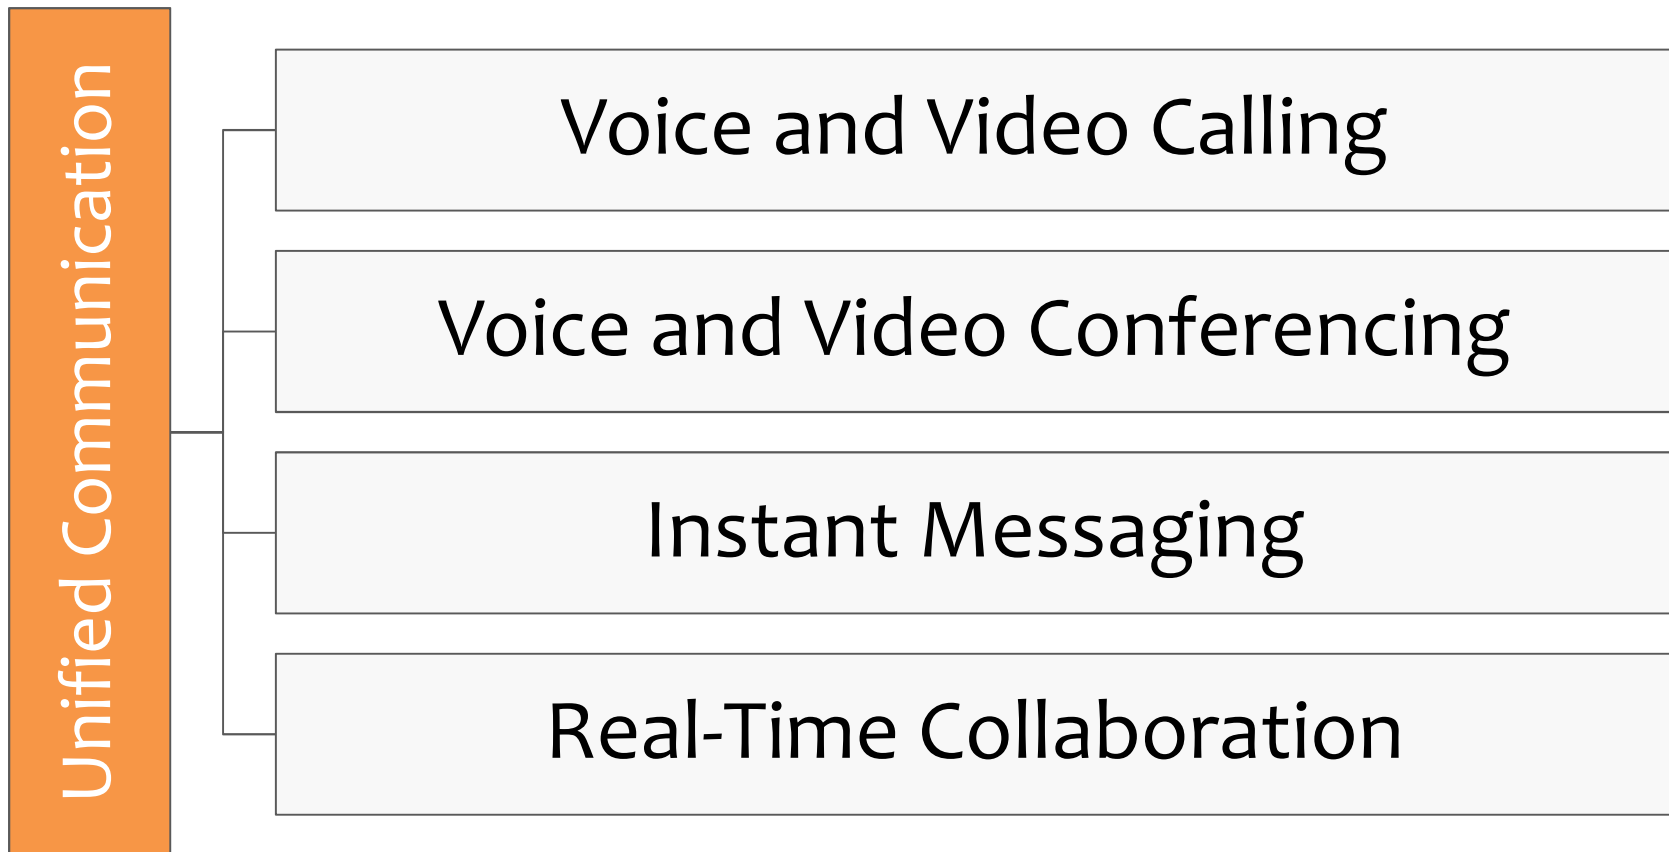 Unified Communication
Voice and Video Calling
Voice and Video Conferencing
Instant Messaging
Real-Time Collaboration